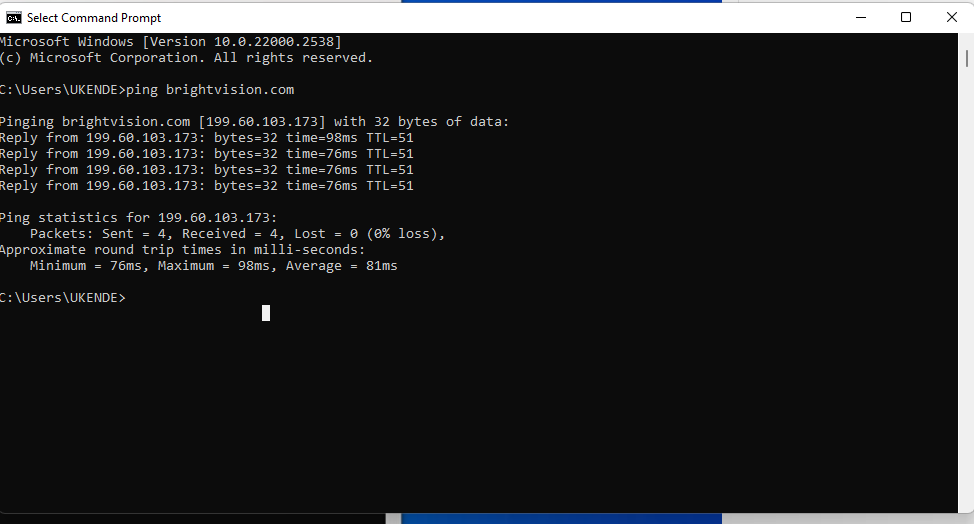 Select Command Prompt
Microsoft Windows [Version 10.0.22000.2538]
(c) Microsoft Corporation. All rights reserved.
C:\Users\UKENDE>ping brightvision.com
Pinging brightvision.com [199.60.103.173] with 32 bytes of data:
Reply from 199.60.103.173: bytes=32 time=98ms TTL=51
Reply from 199.60.103.173: bytes=32 time=76ms TTL=51
Reply from 199.60.103.173: bytes=32 time=76ms TTL=51
Reply from 199.60.103.173: bytes=32 time=76ms TTL=51
Ping statistics for 199.60.103.173:
Packets: Sent = 4, Received = 4, Lost = 0 (0% loss),
Approximate round trip times in milli-seconds:
Minimum = 76ms, Maximum = 98ms, Average = 81ms
C:\Users\UKENDE>